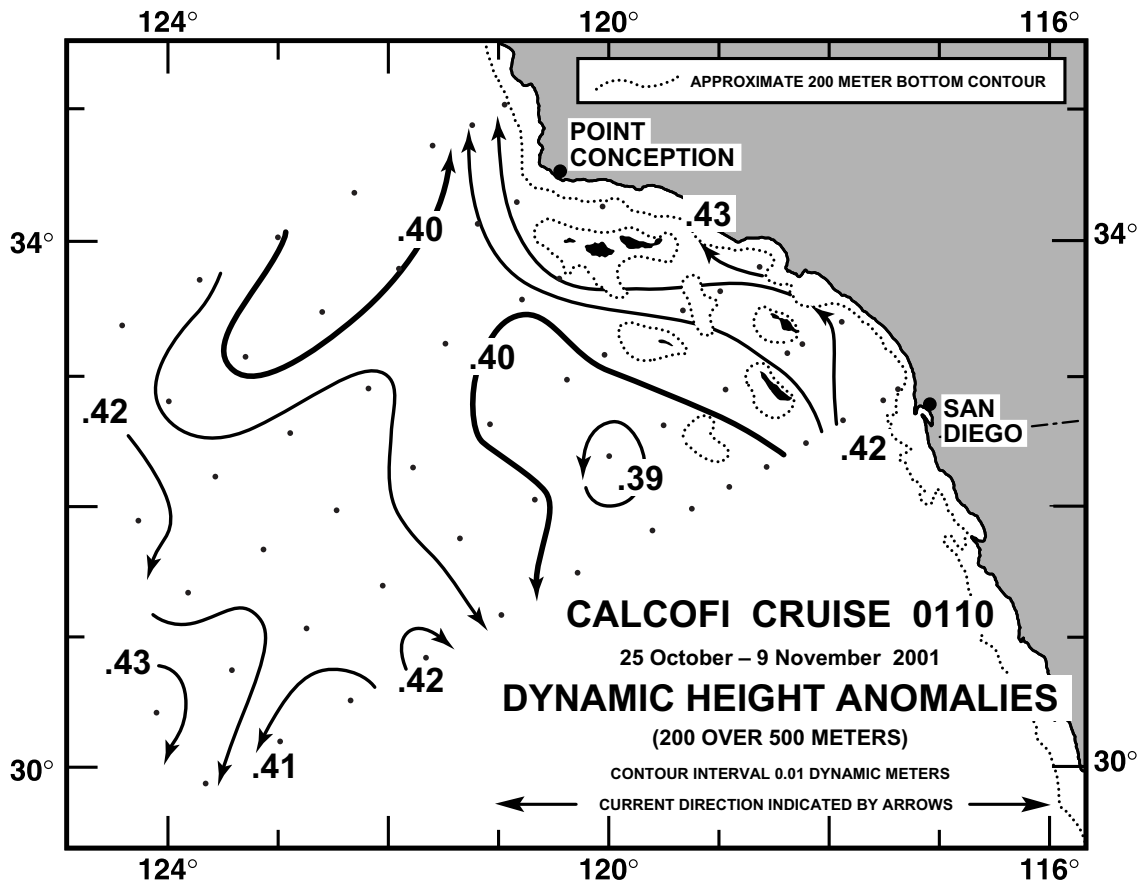 124° 120° 116°
APPROXIMATE 200 METER BOTTOM CONTOUR
POINT
CONCEPTION
.43
34° .40 34°
.40
.42
SAN
DIEGO
.42
.39
CALCOFI CRUISE 0110
25 October – 9 November 2001
.43
.42
DYNAMIC HEIGHT ANOMALIES
(200 OVER 500 METERS)
30° .41 30°
CONTOUR INTERVAL 0.01 DYNAMIC METERS
CURRENT DIRECTION INDICATED BY ARROWS
124° 120° 116°